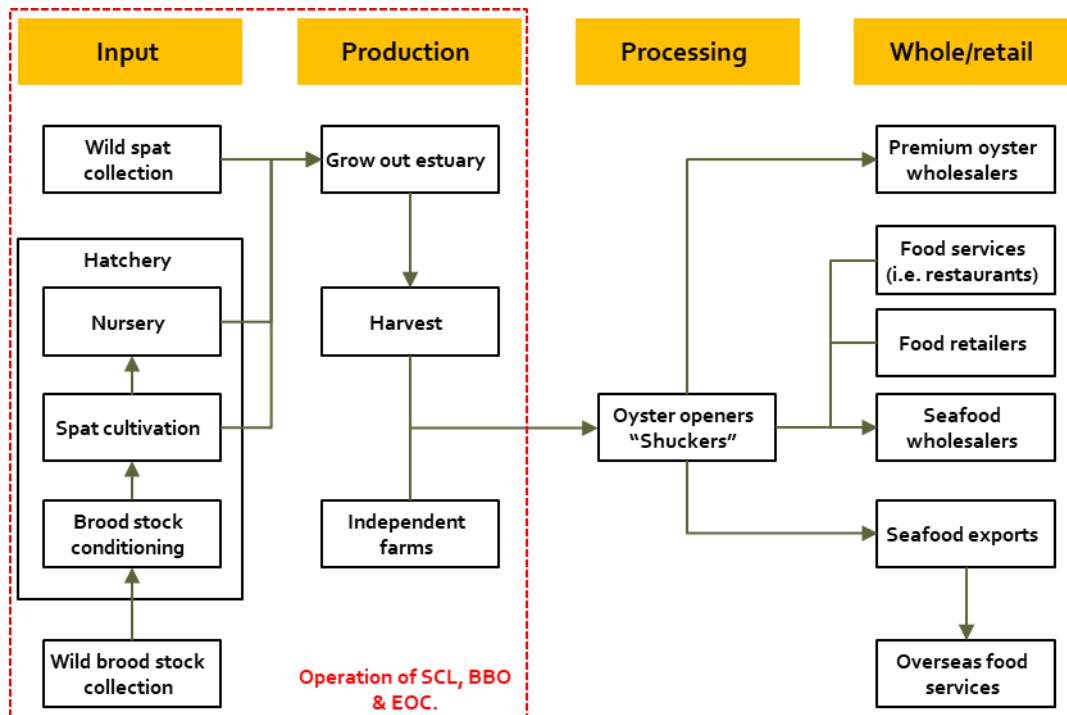 Input
Production
Processing
Whole/retail
Wild spat
collection
Grow out estuary
Premium oyster
wholesalers
Hatchery
Food services
(i.e. restaurants)
Nursery
Harvest
Food retailers
Spat cultivation
Oyster openers
“Shuckers”
Seafood
wholesalers
Brood stock
conditioning
Independent
farms
Seafood exports
Wild brood stock
collection
Operation of SCL, BBO
& EOC.
Overseas food
services